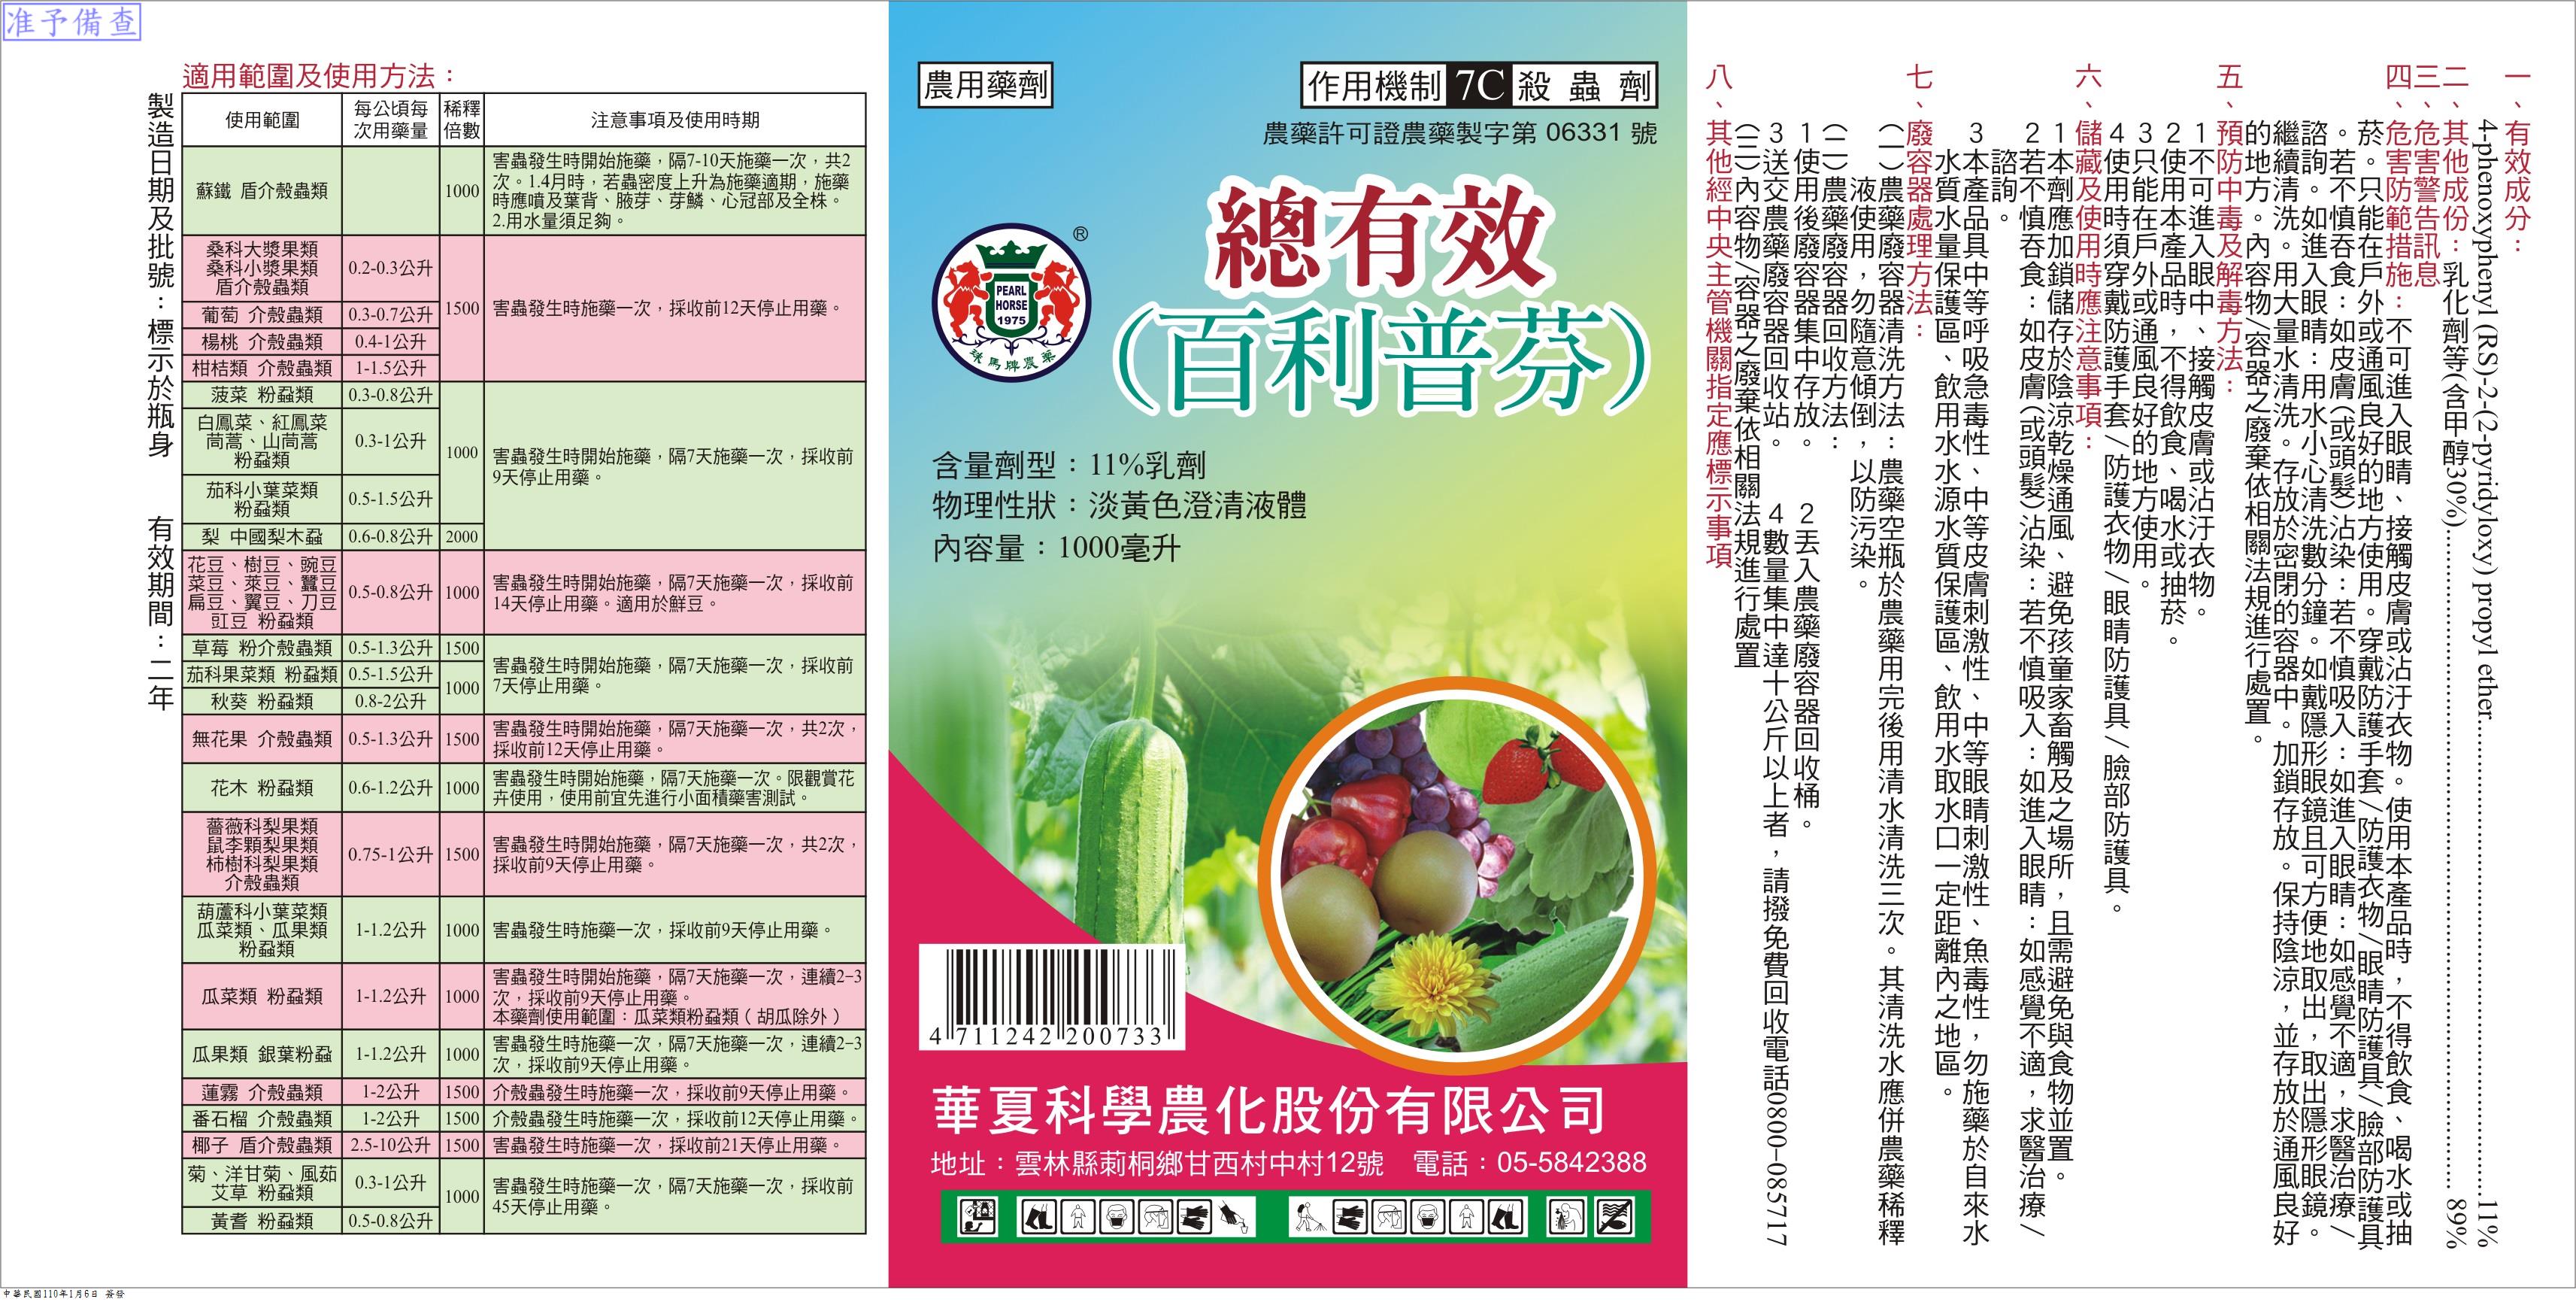 准予備查
適用範圍及使用方法：
使用範圍 每公頃每次用藥量 稀釋倍數 注意事項及使用時期
蘇鐵 盾介殼蟲類 1000 害蟲發生時開始施藥，隔7-10天施藥一次，共2
次。1.4月時，若蟲密度上升為施藥適期，施藥
時應噴及葉背、腋芽、芽鱗、心冠部及全株。
2.用水量須足夠。
桑科大漿果類
桑科小漿果類
盾介殼蟲類 0.2-0.3公升
1500 害蟲發生時施藥一次，採收前12天停止用藥。
葡萄 介殼蟲類 0.3-0.7公升
楊桃 介殼蟲類 0.4-1公升
柑桔類 介殼蟲類 1-1.5公升
菠菜 粉蝨類 0.3-0.8公升
白鳳菜、紅鳳菜
茼蒿、山茼蒿
粉蝨類 0.3-1公升
1000 害蟲發生時開始施藥，隔7天施藥一次，採收前
9天停止用藥。
茄科小葉菜類
粉蝨類 0.5-1.5公升
梨 中國梨木蝨 0.6-0.8公升 2000
花豆、樹豆、豌豆
菜豆、萊豆、蠶豆
扁豆、翼豆、刀豆
豇豆 粉蝨類 0.5-0.8公升 1000 害蟲發生時開始施藥，隔7天施藥一次，採收前
14天停止用藥。適用於鮮豆。
草莓 粉介殼蟲類 0.5-1.3公升 1500
茄科果菜類 粉蝨類 0.5-1.5公升
1000 害蟲發生時開始施藥，隔7天施藥一次，採收前
7天停止用藥。
秋葵 粉蝨類 0.8-2公升
無花果 介殼蟲類 0.5-1.3公升 1500 害蟲發生時開始施藥，隔7天施藥一次，共2次，
採收前12天停止用藥。
花木 粉蝨類 0.6-1.2公升 1000 害蟲發生時開始施藥，隔7天施藥一次。限觀賞花
卉使用，使用前宜先進行小面積藥害測試。
薔薇科梨果類
鼠李顆梨果類
柿樹科梨果類
介殼蟲類 0.75-1公升 1500 害蟲發生時開始施藥，隔7天施藥一次，共2次，
採收前9天停止用藥。
葫蘆科小葉菜類
瓜菜類、瓜果類
粉蝨類 1-1.2公升 1000 害蟲發生時施藥一次，採收前9天停止用藥。
瓜菜類 粉蝨類 1-1.2公升 1000 害蟲發生時開始施藥，隔7天施藥一次，連續2-3
次，採收前9天停止用藥。
本藥劑使用範圍：瓜菜類粉蝨類（胡瓜除外）
瓜果類 銀葉粉蝨 1-1.2公升 1000 害蟲發生時施藥一次，隔7天施藥一次，連續2-3
次，採收前9天停止用藥。
蓮霧 介殼蟲類 1-2公升 1500 介殼蟲發生時施藥一次，採收前9天停止用藥。
番石榴 介殼蟲類 1-2公升 1500 介殼蟲發生時施藥一次，採收前12天停止用藥。
椰子 盾介殼蟲類 2.5-10公升 1500 害蟲發生時施藥一次，採收前21天停止用藥。
菊、洋甘菊、風茹
艾草 粉蝨類 0.3-1公升
1000 害蟲發生時施藥一次，隔7天施藥一次，採收前
45天停止用藥。
黃耆 粉蝨類 0.5-0.8公升
製造日期及批號：標示於瓶身 有效期間：二年
農用藥劑
作用機制 7C 殺蟲劑
農藥許可證農藥製字第 06331 號
總有效
（百利普芬）
®
PEARL
HORSE
1975
珠馬牌農藥
含量劑型：11%乳劑
物理性狀：淡黃色澄清液體
內容量：1000毫升
4 711242 200733
華夏科學農化股份有限公司
地址：雲林縣莿桐鄉甘西村中村12號 電話：05-5842388
一、有效成分：
4-phenoxyphenyl (RS)-2-(2-pyridyloxy) propyl ether..........11%
二、其他成份：乳化劑等(含甲醇30%)..........89%
三、危害警告訊息
四、危害防範措施：不可進入眼睛、接觸皮膚或沾汙衣物。使用本產品時，不得飲食、喝水或抽
菸。只能在戶外或通風良好的地方使用。穿戴防護手套/防護衣物/眼睛防護具/臉部防護具
。若不慎吞食：如皮膚(或頭髮)沾染：若不慎吸入：如進入眼睛：如感覺不適，求醫治療/
諮詢。如進入眼睛：用水小心清洗數分鐘。如戴隱形眼鏡且可方便地取出，取出隱形眼鏡。
繼續清洗。用大量水清洗。存放於密閉的容器中。加鎖存放。保持陰涼，並存放於通風良好
的地方。內容物/容器之廢棄依相關法規進行處置。
五、預防中毒及解毒方法：
1不可進入眼中、接觸皮膚或沾汙衣物。
2使用本產品時，不得飲食、喝水或抽菸。
3只能在戶外或通風良好的地方使用。
4使用時須穿戴防護手套/防護衣物/眼睛防護具/臉部防護具。
六、儲藏及使用時應注意事項：
1本劑應加鎖儲存於陰涼乾燥通風、避免孩童家畜觸及之場所，且需避免與食物並置。
2若不慎吞食：如皮膚(或頭髮)沾染：若不慎吸入：如進入眼睛：如感覺不適，求醫治療/
諮詢。
3本產品具中等呼吸急毒性、中等皮膚刺激性、中等眼睛刺激性、魚毒性，勿施藥於自來水
水質水量保護區、飲用水水源水質保護區、飲用水取水口一定距離內之地區。
七、廢容器處理方法：
(一)農藥廢容器清洗方法：農藥空瓶於農藥用完後用清水清洗三次。其清洗水應併農藥稀釋
液使用，勿隨意傾倒，以防污染。
(二)農藥廢容器回收方法：
1使用後廢容器集中存放。 2丟入農藥廢容器回收桶。
3送交農藥廢容器回收站。 4數量集中達十公斤以上者，請撥免費回收電話0800-085717
(三)內容物/容器之廢棄依相關法規進行處置
八、其他經中央主管機關指定應標示事項
中華民國110年1月6日 簽發